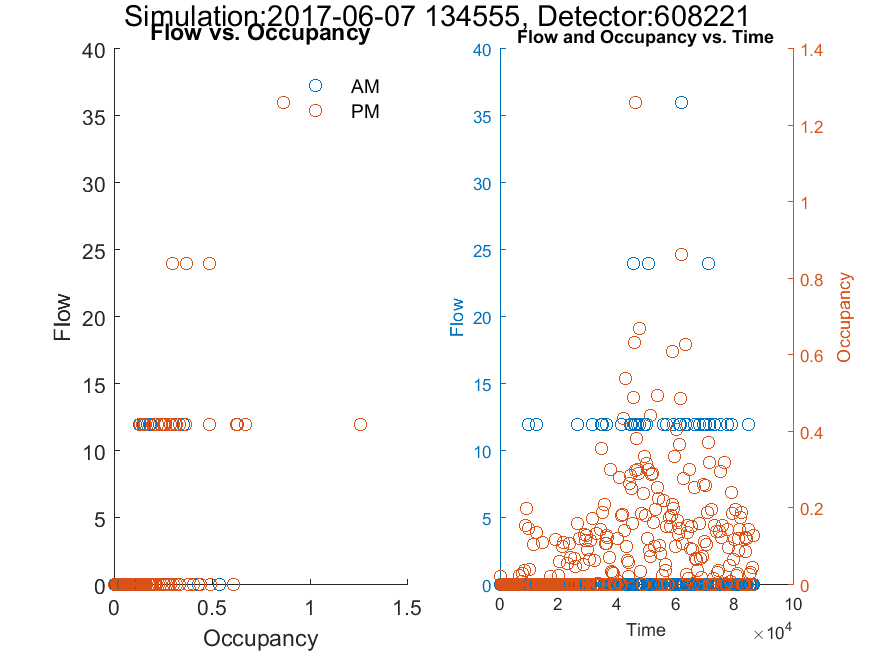 Simulation:2017-06-07 134555, Detector:608221
Flow vs. Occupancy
AM
PM
40
35
30
25
20
15
10
5
0
Flow
0 0.5 1 1.5
Occupancy
Flow and Occupancy vs. Time
40
35
30
25
20
15
10
5
0
Flow
1.4
1.2
1
0.8
0.6
0.4
0.2
0
Occupancy
0 2 4 6 8 10
Time
×10⁴